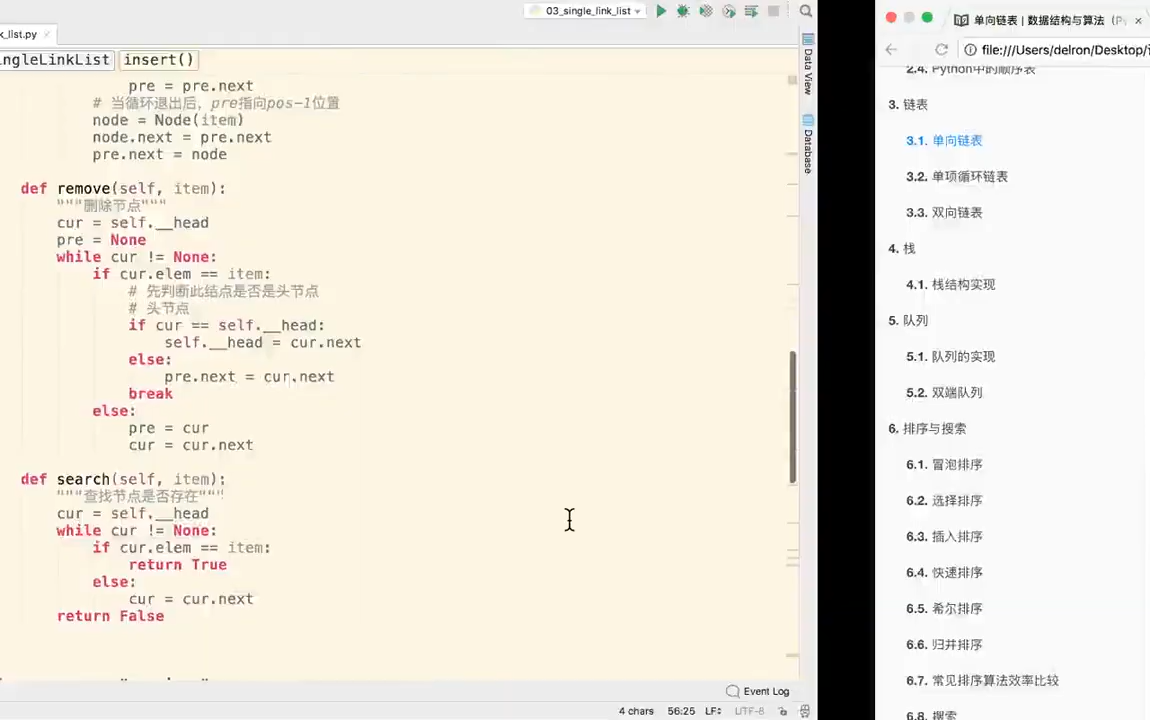 03_single_link_list
k_list.py
ngleLinkList insert()
pre = pre.next
# 当循环退出后，pre指向pos-1位置
node = Node(item)
node.next = pre.next
pre.next = node
def remove(self, item):
"""删除节点"""
cur = self.__head
pre = None
while cur != None:
if cur.elem == item:
# 先判断此结点是否是头节点
# 头节点
if cur == self.__head:
self.__head = cur.next
else:
pre.next = cur.next
break
else:
pre = cur
cur = cur.next
def search(self, item):
"""查找节点是否存在"""
cur = self.__head
while cur != None:
if cur.elem == item:
return True
else:
cur = cur.next
return False
Event Log
4 chars 56:25 LF÷ UTF-8
Data View
Database
单向链表 | 数据结构与算法（Py
file:///Users/delron/Desktop/
2.4. Python中的顺序表
3. 链表
3.1. 单向链表
3.2. 单项循环链表
3.3. 双向链表
4. 栈
4.1. 栈结构实现
5. 队列
5.1. 队列的实现
5.2. 双端队列
6. 排序与搜索
6.1. 冒泡排序
6.2. 选择排序
6.3. 插入排序
6.4. 快速排序
6.5. 希尔排序
6.6. 归并排序
6.7. 常见排序算法效率比较
6.8. 搜索